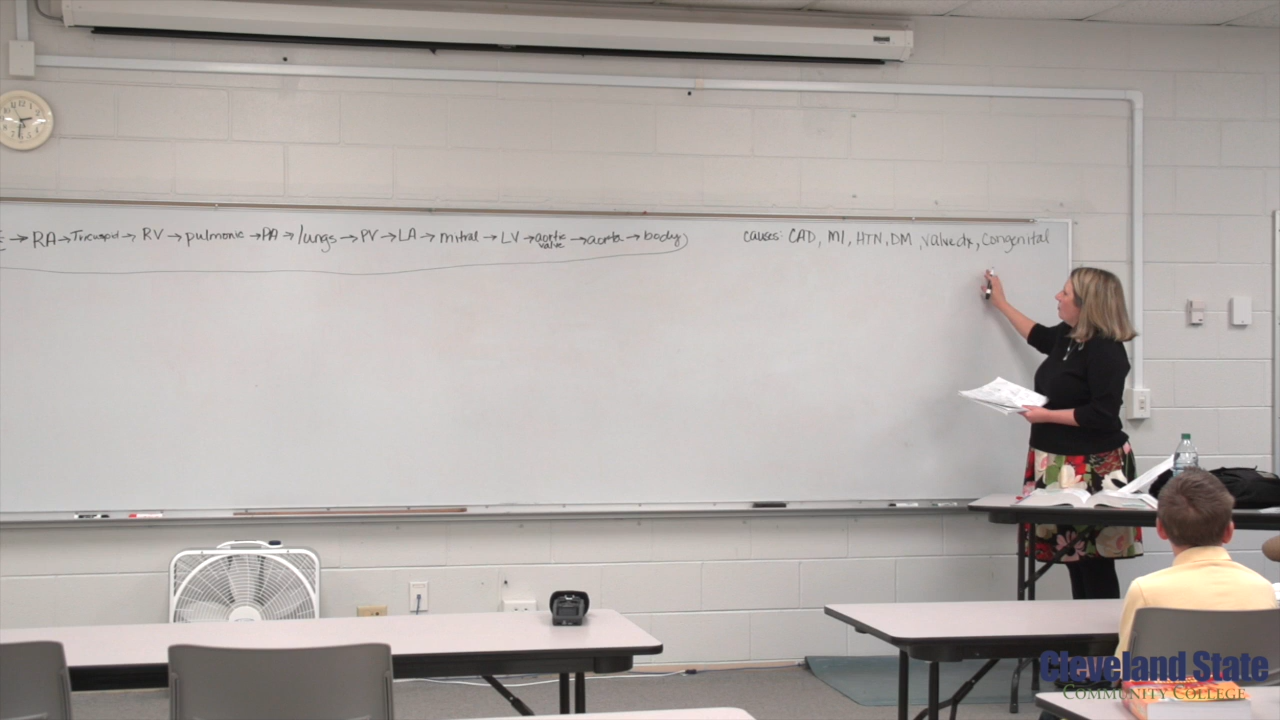 → RA → Tricuspid → RV → pulmonic → PA → lungs → PV → LA → mitral → LV → aortic valve → aorta → body
causes: CAD, MI, HTN, DM, valve dx, Congenital
Cleveland State
COMMUNITY COLLEGE